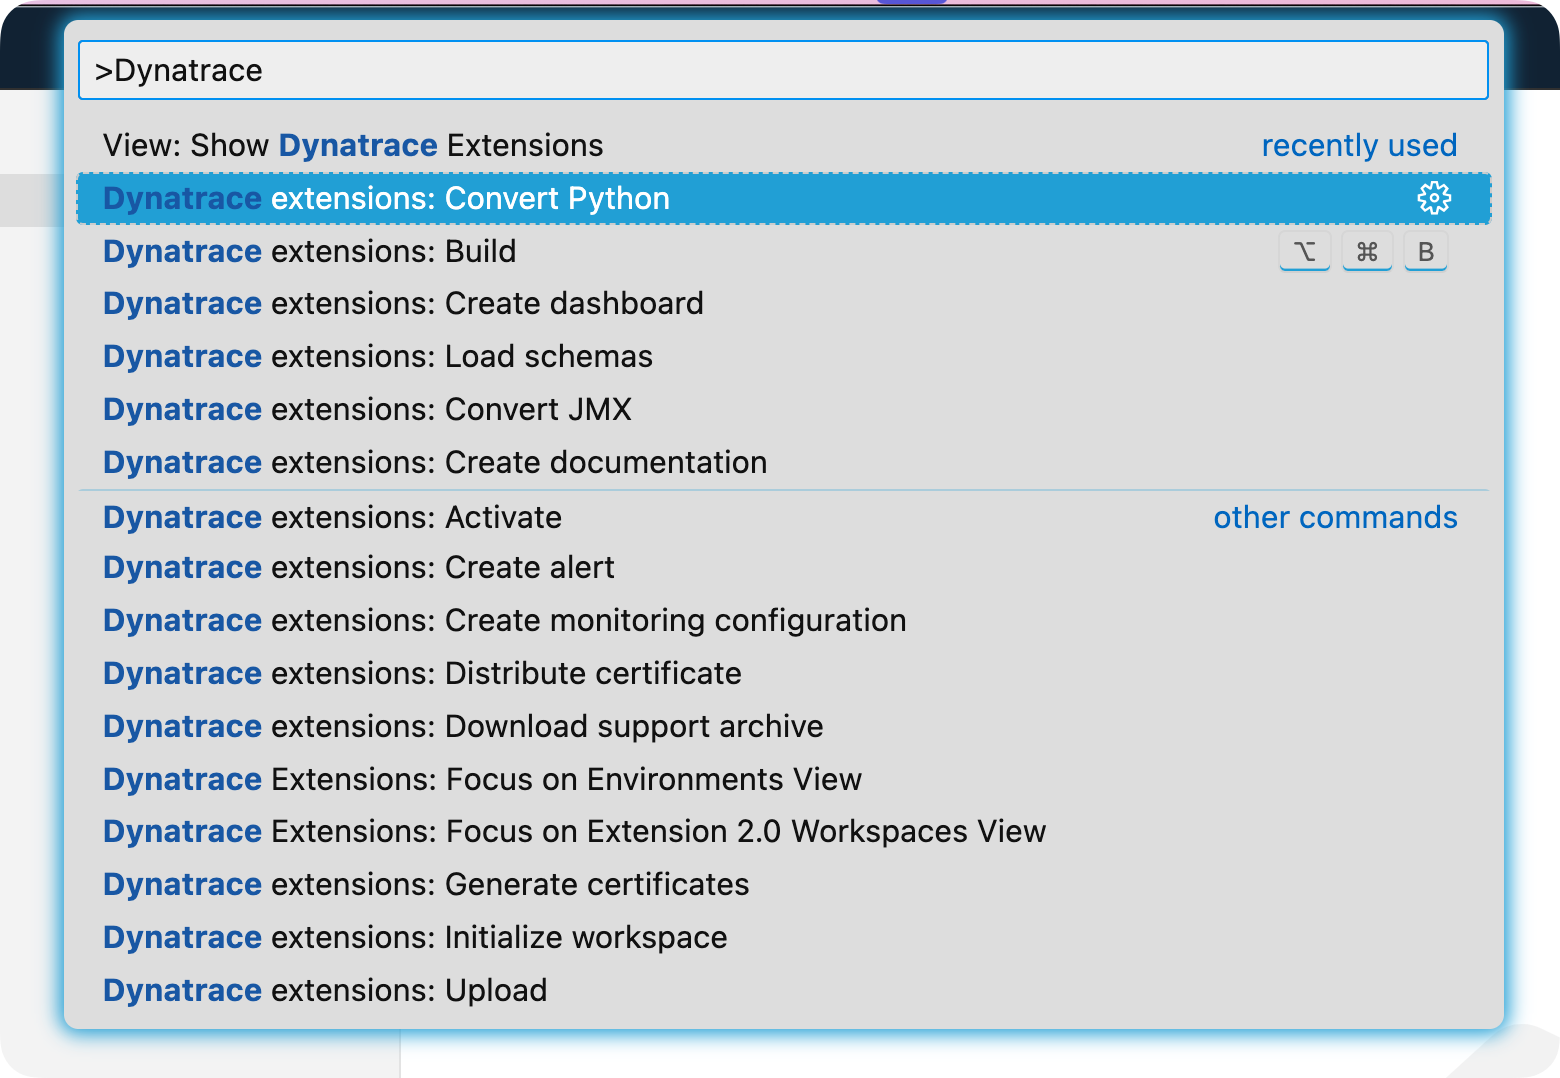 >Dynatrace
View: Show Dynatrace Extensions recently used
Dynatrace extensions: Convert Python
Dynatrace extensions: Build ⌥ ⌘ B
Dynatrace extensions: Create dashboard
Dynatrace extensions: Load schemas
Dynatrace extensions: Convert JMX
Dynatrace extensions: Create documentation
Dynatrace extensions: Activate other commands
Dynatrace extensions: Create alert
Dynatrace extensions: Create monitoring configuration
Dynatrace extensions: Distribute certificate
Dynatrace extensions: Download support archive
Dynatrace Extensions: Focus on Environments View
Dynatrace Extensions: Focus on Extension 2.0 Workspaces View
Dynatrace extensions: Generate certificates
Dynatrace extensions: Initialize workspace
Dynatrace extensions: Upload